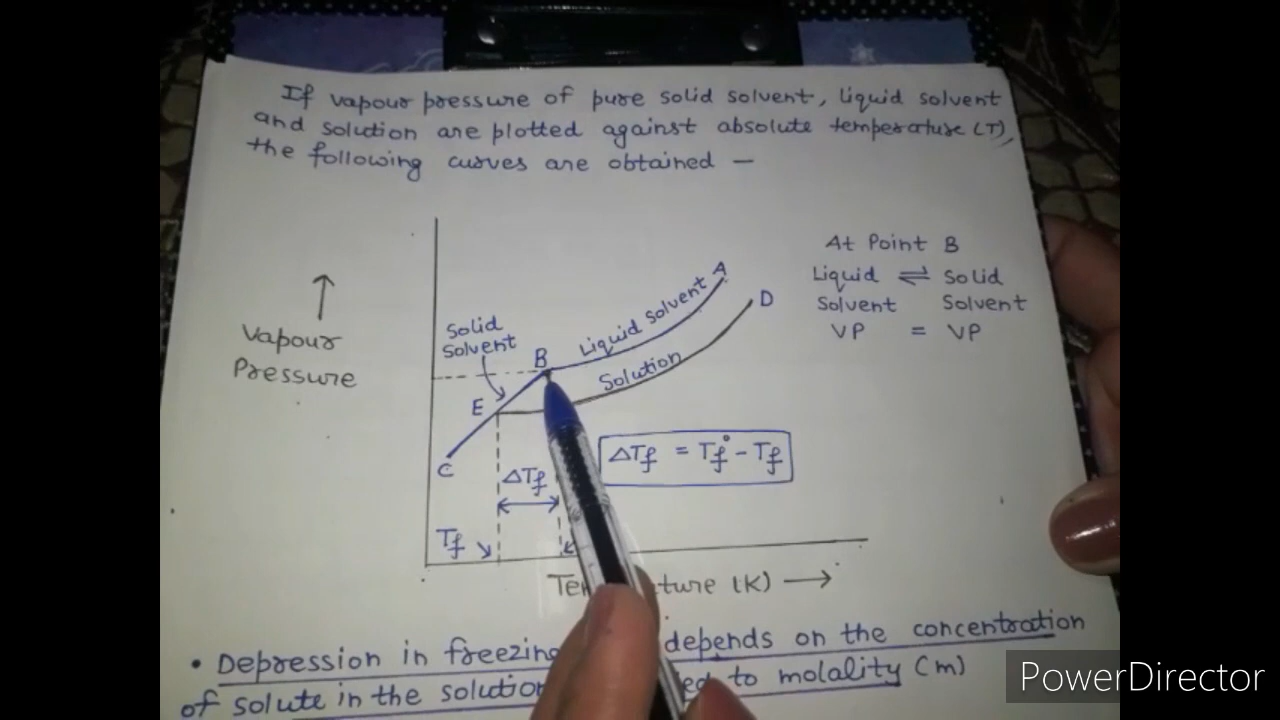 If vapour pressure of pure solid solvent, liquid solvent
and solution are plotted against absolute temperature (T),
the following curves are obtained —
Vapour
Pressure
Solid
Solvent
B
Liquid Solvent
A
Solution
D
E
C
ΔTf
Tf
ΔTf = Tf° - Tf
At Point B
Liquid ⇌ Solid
Solvent Solvent
VP = VP
(K)
• Depression in freezing depends on the concentration
of solute in the solution to molality (m)
PowerDirector